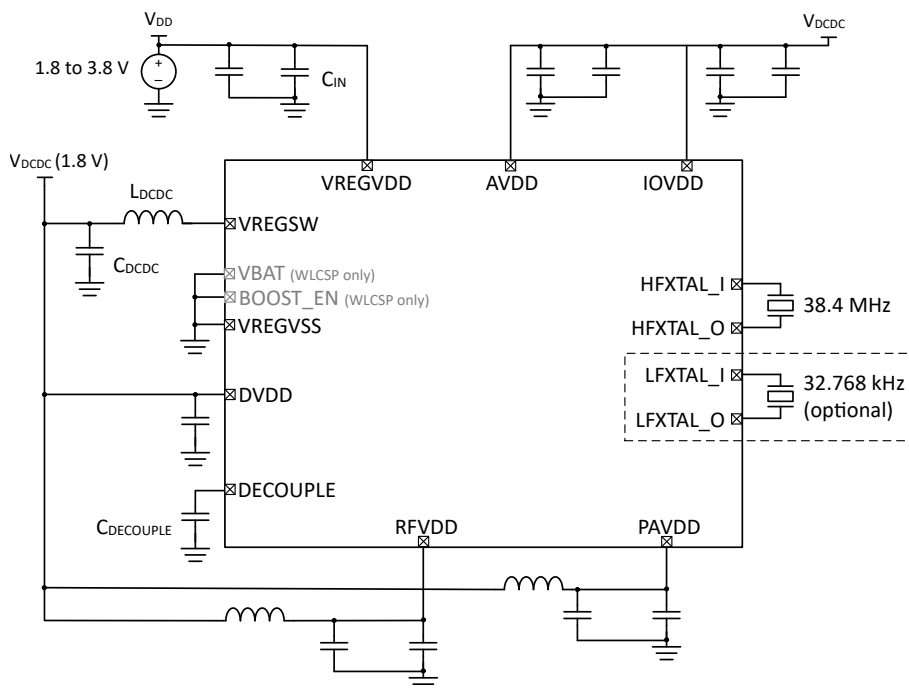 VDD
VDCDC
1.8 to 3.8 V
+
−
CIN
VDCDC (1.8 V)
VREGVDD
AVDD
IOVDD
LDCDC
VREGSW
CDCDC
VBAT (WLCSP only)
BOOST_EN (WLCSP only)
VREGVSS
HFXTAL_I
38.4 MHz
HFXTAL_O
LFXTAL_I
32.768 kHz
(optional)
LFXTAL_O
DVDD
DECOUPLE
CDECOUPLE
RFVDD
PAVDD